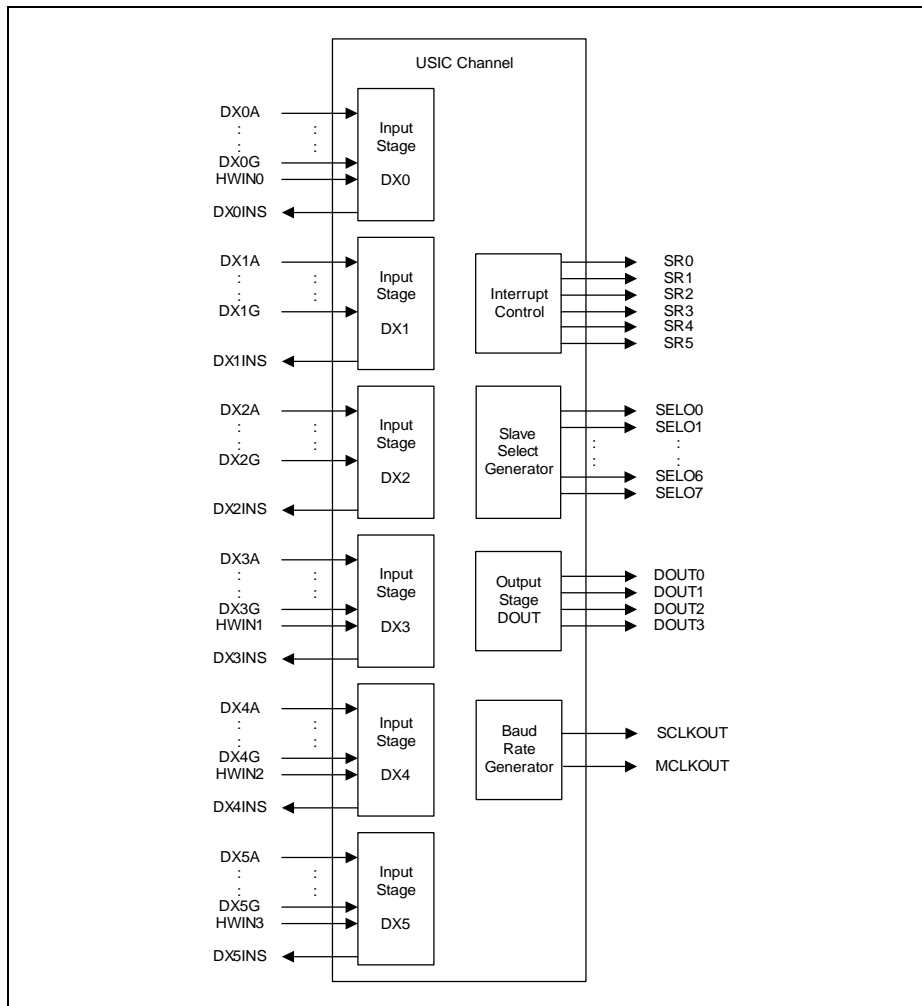 USIC Channel
DX0A
: :
: :
DX0G
HWIN0
DX0INS
Input
Stage
DX0
DX1A
: :
: :
DX1G
DX1INS
Input
Stage
DX1
DX2A
: :
: :
DX2G
DX2INS
Input
Stage
DX2
DX3A
: :
: :
DX3G
HWIN1
DX3INS
Input
Stage
DX3
DX4A
: :
: :
DX4G
HWIN2
DX4INS
Input
Stage
DX4
DX5A
: :
: :
DX5G
HWIN3
DX5INS
Input
Stage
DX5
Interrupt
Control
SR0
SR1
SR2
SR3
SR4
SR5
Slave
Select
Generator
SELO0
SELO1
: :
: :
SELO6
SELO7
Output
Stage
DOUT
DOUT0
DOUT1
DOUT2
DOUT3
Baud
Rate
Generator
SCLKOUT
MCLKOUT